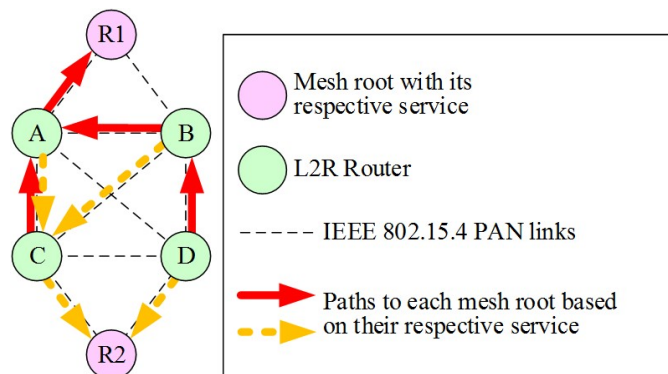 R1
A
B
C
D
R2
Mesh root with its
respective service
L2R Router
IEEE 802.15.4 PAN links
Paths to each mesh root based
on their respective service